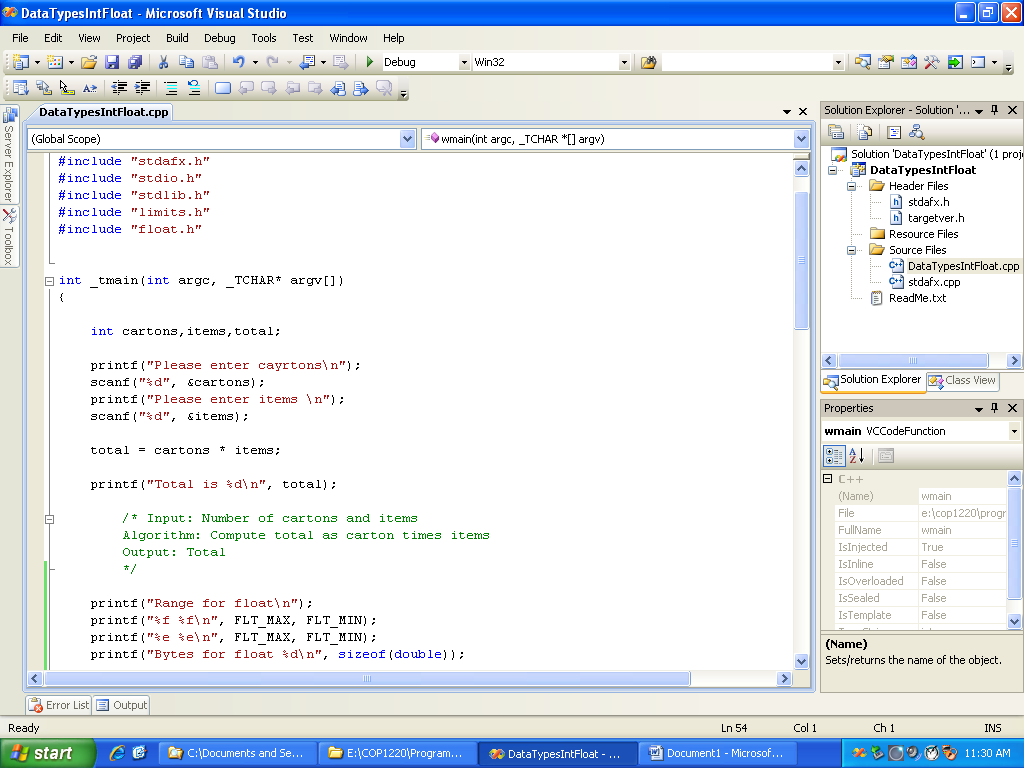 DataTypesIntFloat - Microsoft Visual Studio
File Edit View Project Build Debug Tools Test Window Help
Debug Win32
DataTypesIntFloat.cpp
(Global Scope) wmain(int argc, _TCHAR *[] argv)
Server Explorer
Toolbox
#include "stdafx.h"
#include "stdio.h"
#include "stdlib.h"
#include "limits.h"
#include "float.h"
int _tmain(int argc, _TCHAR* argv[])
{
int cartons,items,total;
printf("Please enter cayrtons\n");
scanf("%d", &cartons);
printf("Please enter items \n");
scanf("%d", &items);
total = cartons * items;
printf("Total is %d\n", total);
/* Input: Number of cartons and items
Algorithm: Compute total as carton times items
Output: Total
*/
printf("Range for float\n");
printf("%f %f\n", FLT_MAX, FLT_MIN);
printf("%e %e\n", FLT_MAX, FLT_MIN);
printf("Bytes for float %d\n", sizeof(double));
Solution Explorer - Solution '...
Solution 'DataTypesIntFloat' (1 proj
DataTypesIntFloat
Header Files
stdafx.h
targetver.h
Resource Files
Source Files
DataTypesIntFloat.cpp
stdafx.cpp
ReadMe.txt
Solution Explorer Class View
Properties
wmain VCCodeFunction
C++
(Name) wmain
File e:\cop1220\progr
FullName wmain
IsInjected True
IsInline False
IsOverloaded False
IsSealed False
IsTemplate False
(Name)
Sets/returns the name of the object.
Error List Output
Ready Ln 54 Col 1 Ch 1 INS
start C:\Documents and Se... E:\COP1220\Program... DataTypesIntFloat - ... Document1 - Microsof... 11:30 AM